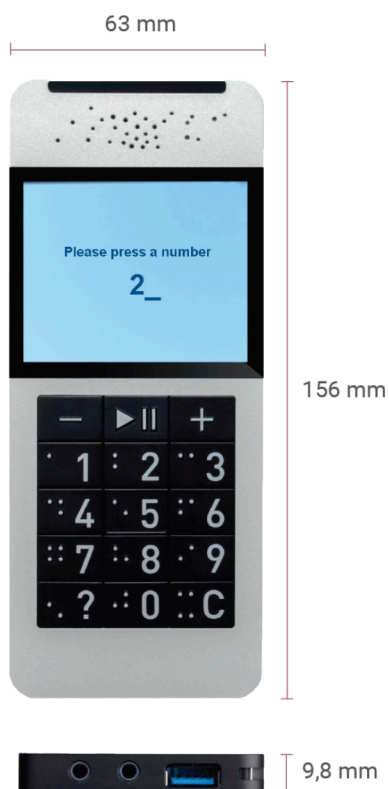 63 mm
Please press a number
2_
156 mm
− ▶II +
1 2 3
4 5 6
7 8 9
? 0 C
9,8 mm